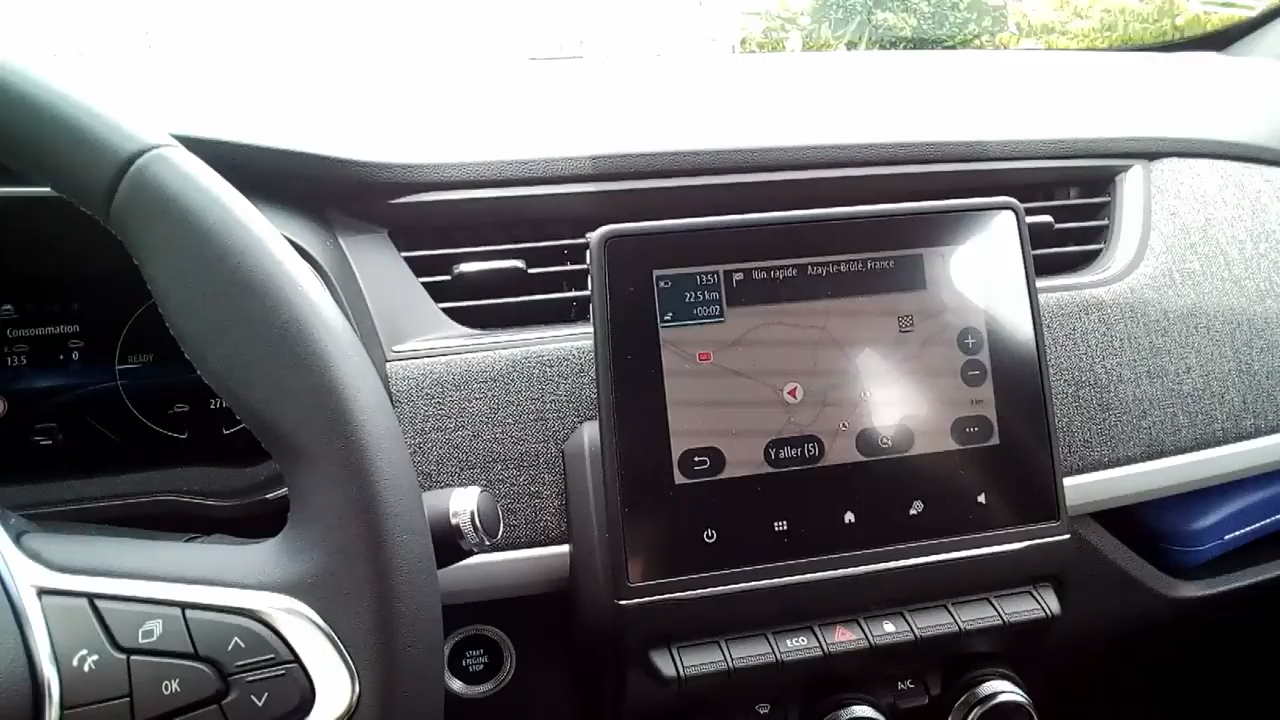 13:51
22.5 km
+00:02
Itin. rapide Azay-le-Brûlé, France
Y aller (5)
Consommation
13.5 + 0
READY
271
OK
START
ENGINE
STOP
ECO
A/C